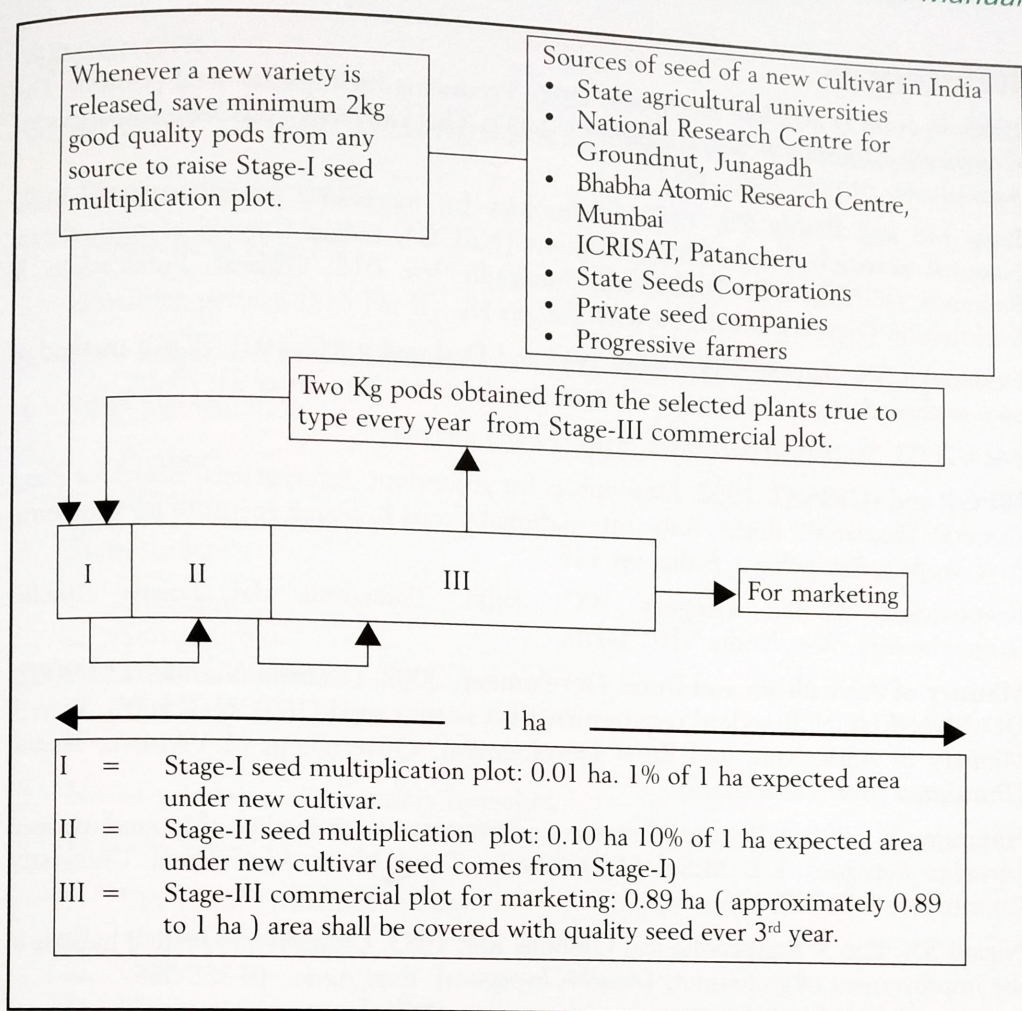 Manual
Whenever a new variety is
released, save minimum 2kg
good quality pods from any
source to raise Stage-I seed
multiplication plot.
Sources of seed of a new cultivar in India
• State agricultural universities
• National Research Centre for
Groundnut, Junagadh
• Bhabha Atomic Research Centre,
Mumbai
• ICRISAT, Patancheru
• State Seeds Corporations
• Private seed companies
• Progressive farmers
Two Kg pods obtained from the selected plants true to
type every year from Stage-III commercial plot.
I II III
For marketing
1 ha
I = Stage-I seed multiplication plot: 0.01 ha. 1% of 1 ha expected area
under new cultivar.
II = Stage-II seed multiplication plot: 0.10 ha 10% of 1 ha expected area
under new cultivar (seed comes from Stage-I)
III = Stage-III commercial plot for marketing: 0.89 ha ( approximately 0.89
to 1 ha ) area shall be covered with quality seed ever 3rd year.